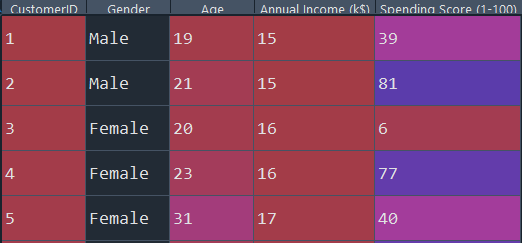 CustomerID Gender Age Annual Income (k$) Spending Score (1-100)
1 Male 19 15 39
2 Male 21 15 81
3 Female 20 16 6
4 Female 23 16 77
5 Female 31 17 40